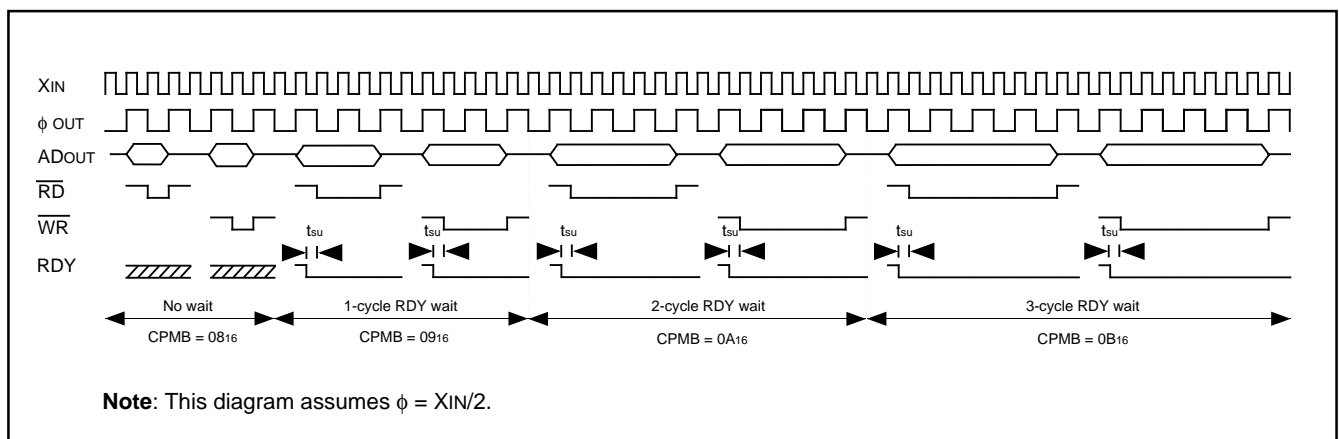 XIN
φ OUT
ADOUT
RD
WR
tsu tsu tsu tsu tsu tsu
RDY
No wait 1-cycle RDY wait 2-cycle RDY wait 3-cycle RDY wait
CPMB = 0816 CPMB = 0916 CPMB = 0A16 CPMB = 0B16
Note: This diagram assumes φ = XIN/2.